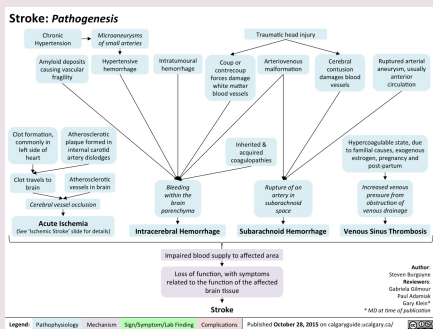 Stroke: Pathogenesis
Chronic
Hypertension
Microaneurysms
of small arteries
Traumatic head injury
Amyloid deposits
causing vascular
fragility
Hypertensive
hemorrhage
Intratumoural
hemorrhage
Coup or
contrecoup
forces damage
white matter
blood vessels
Arteriovenous
malformation
Cerebral
contusion
damages blood
vessels
Ruptured arterial
aneurysm, usually
anterior
circulation
Clot formation,
commonly in
left side of
heart
Atherosclerotic
plaque formed in
internal carotid
artery dislodges
Inherited &
acquired
coagulopathies
Hypercoagulable state, due
to familial causes, exogenous
estrogen, pregnancy and
post-partum
Clot travels to
brain
Atherosclerotic
vessels in brain
Cerebral vessel occlusion
Bleeding
within the
brain
parenchyma
Rupture of an
artery in
subarachnoid
space
Increased venous
pressure from
obstruction of
venous drainage
Acute Ischemia
(See 'Ischemic Stroke' slide for details)
Intracerebral Hemorrhage
Subarachnoid Hemorrhage
Venous Sinus Thrombosis
Impaired blood supply to affected area
Loss of function, with symptoms
related to the function of the affected
brain tissue
Stroke
Author:
Steven Burgoyne
Reviewers:
Gabriela Gilmour
Paul Adamiak
Gary Klein*
* MD at time of publication
Legend: Pathophysiology Mechanism Sign/Symptom/Lab Finding Complications Published October 28, 2015 on calgaryguide.ucalgary.ca/